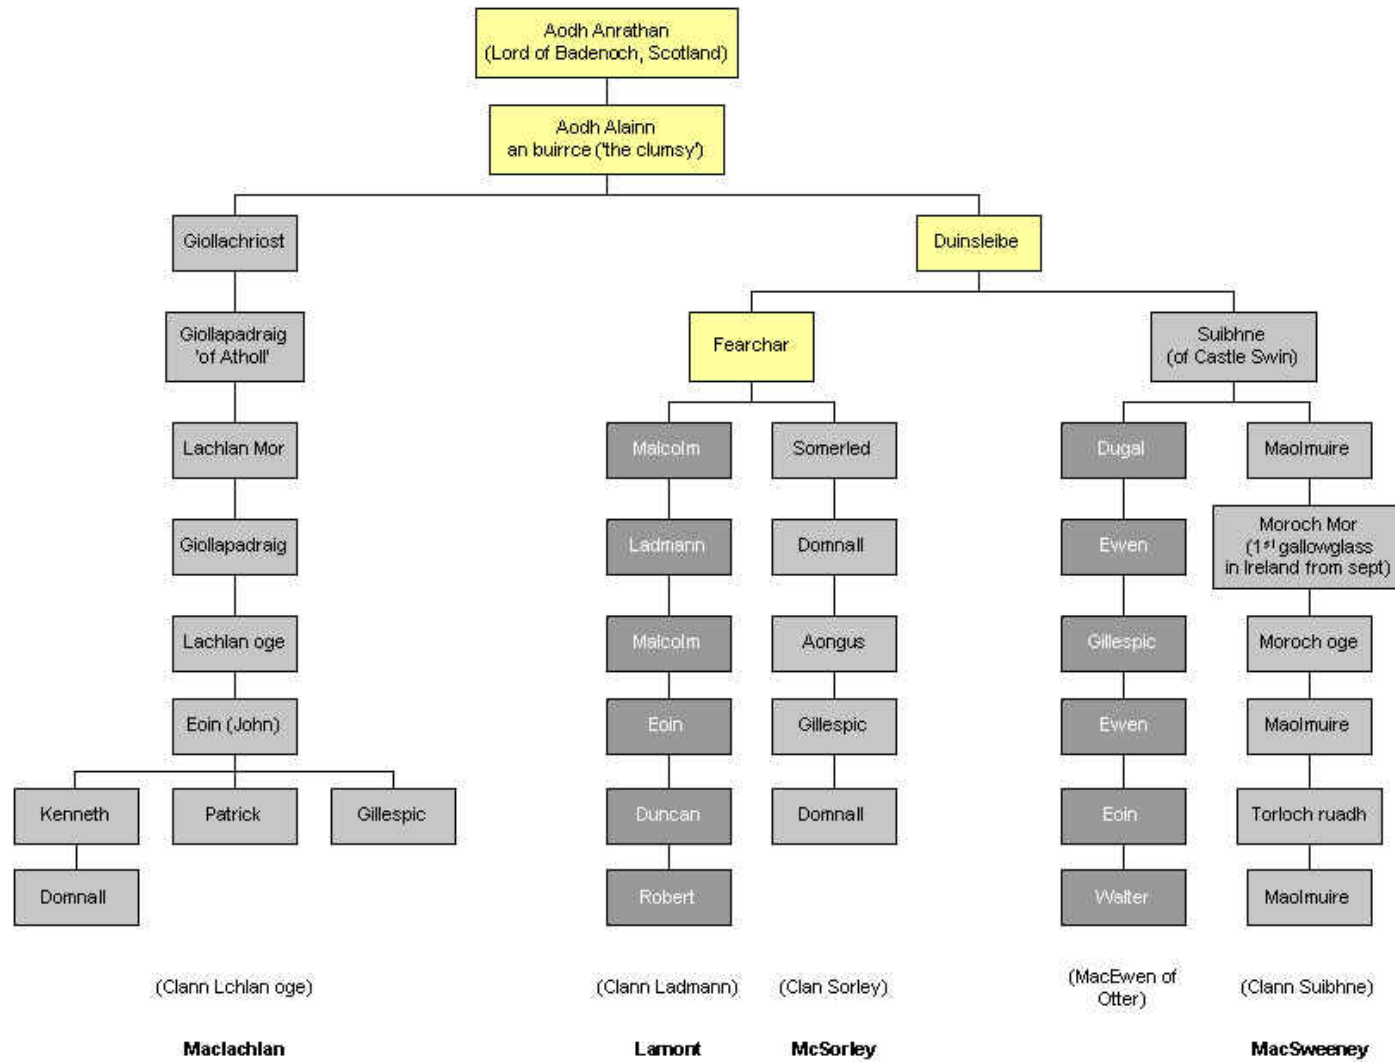 Aodh Anrathan
(Lord of Badenoch, Scotland)
Aodh Alainn
an buirrce ('the clumsy')
Giollachriost
Duinsleibe
Giollapadraig
'of Atholl'
Fearchar
Suibhne
(of Castle Swin)
Lachlan Mor
Malcolm
Somerled
Dugal
Maolmuire
Giollapadraig
Ladmann
Domnall
Ewen
Moroch Mor
(1st gallowglass
in Ireland from sept)
Lachlan oge
Malcolm
Aongus
Gillespic
Moroch oge
Eoin (John)
Eoin
Gillespic
Ewen
Maolmuire
Kenneth
Patrick
Gillespic
Duncan
Domnall
Eoin
Torloch ruadh
Domnall
Robert
Walter
Maolmuire
(Clann Lchlan oge)
(Clann Ladmann)
(Clan Sorley)
(MacEwen of
Otter)
(Clann Suibhne)
Maclachlan
Lamont
McSorley
MacSweeney